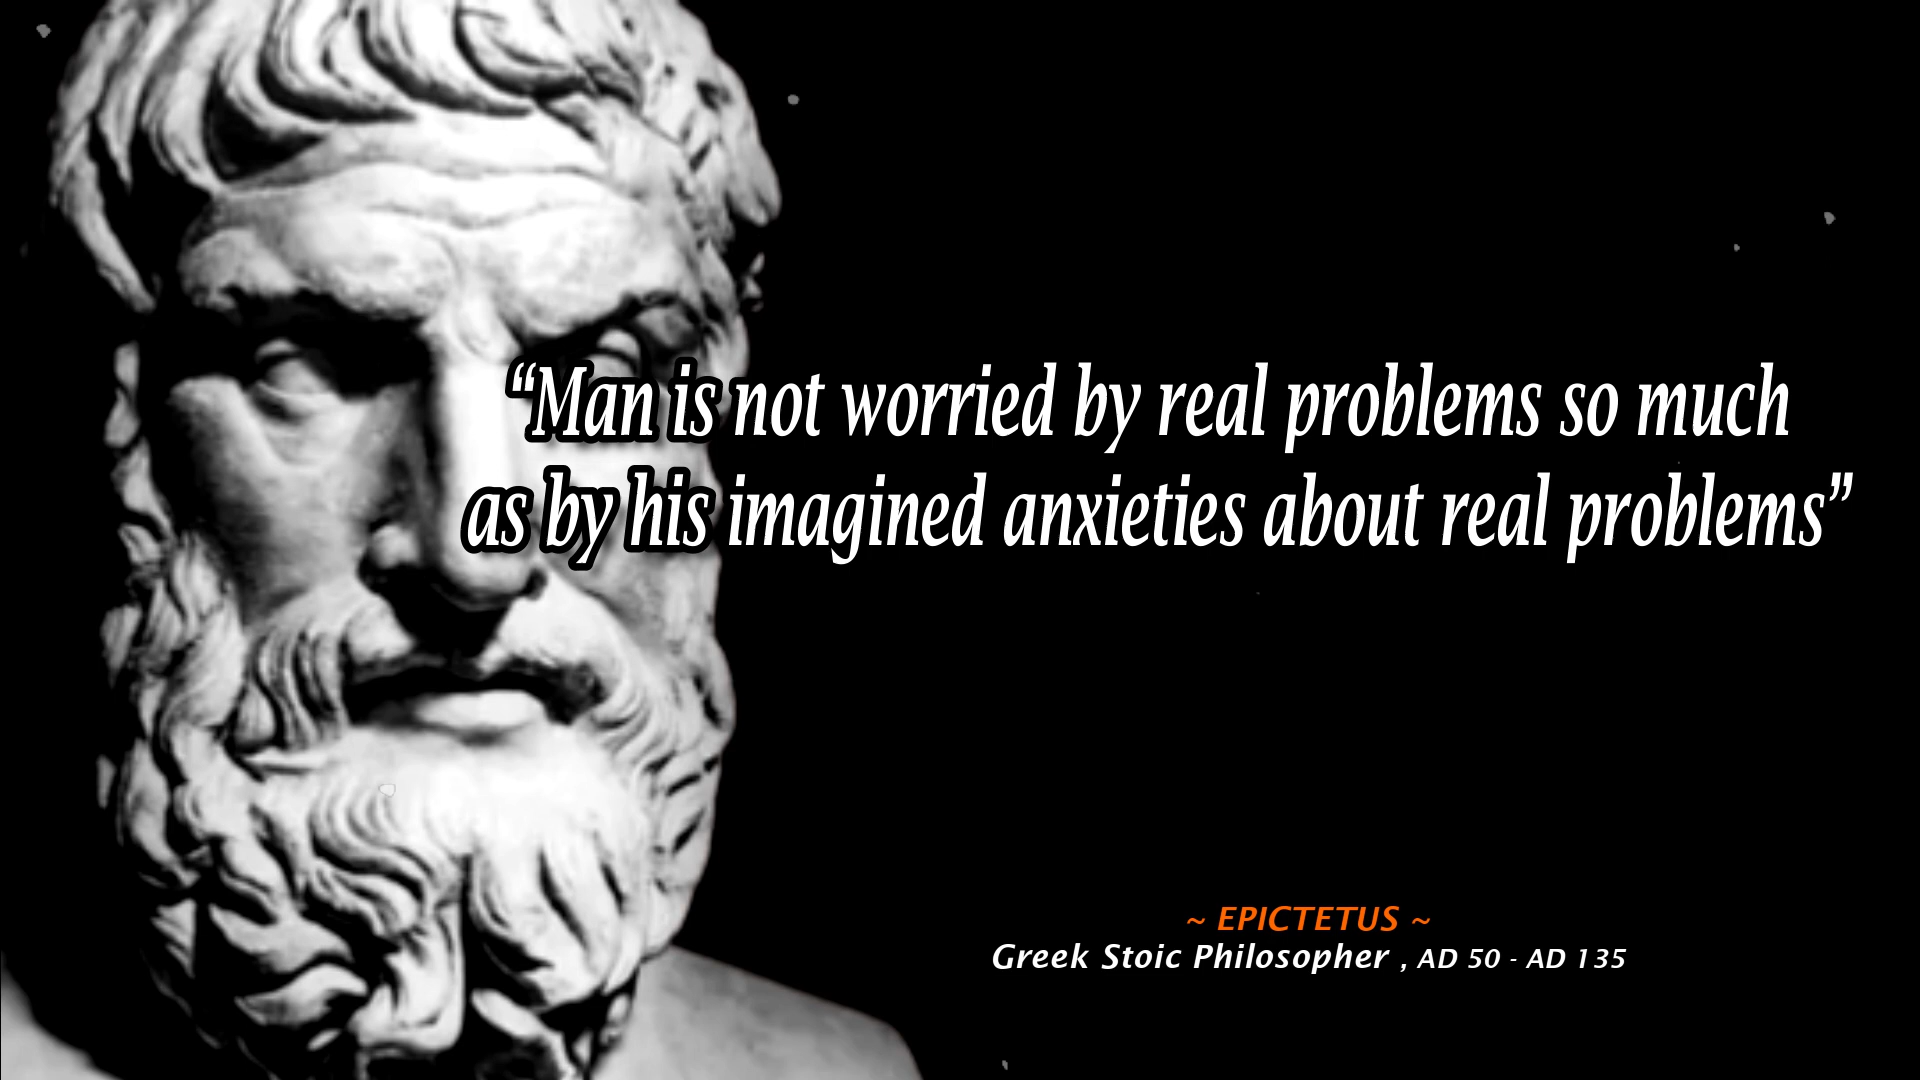 “Man is not worried by real problems so much
as by his imagined anxieties about real problems”
~ EPICTETUS ~
Greek Stoic Philosopher , AD 50 - AD 135